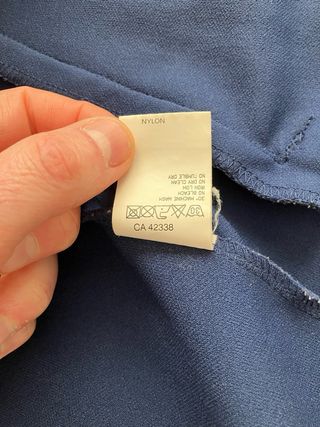 NYLON
30° MACHINE WASH
NO BLEACH
IRON LOW
NO DRY CLEAN
NO TUMBLE DRY
CA 42338